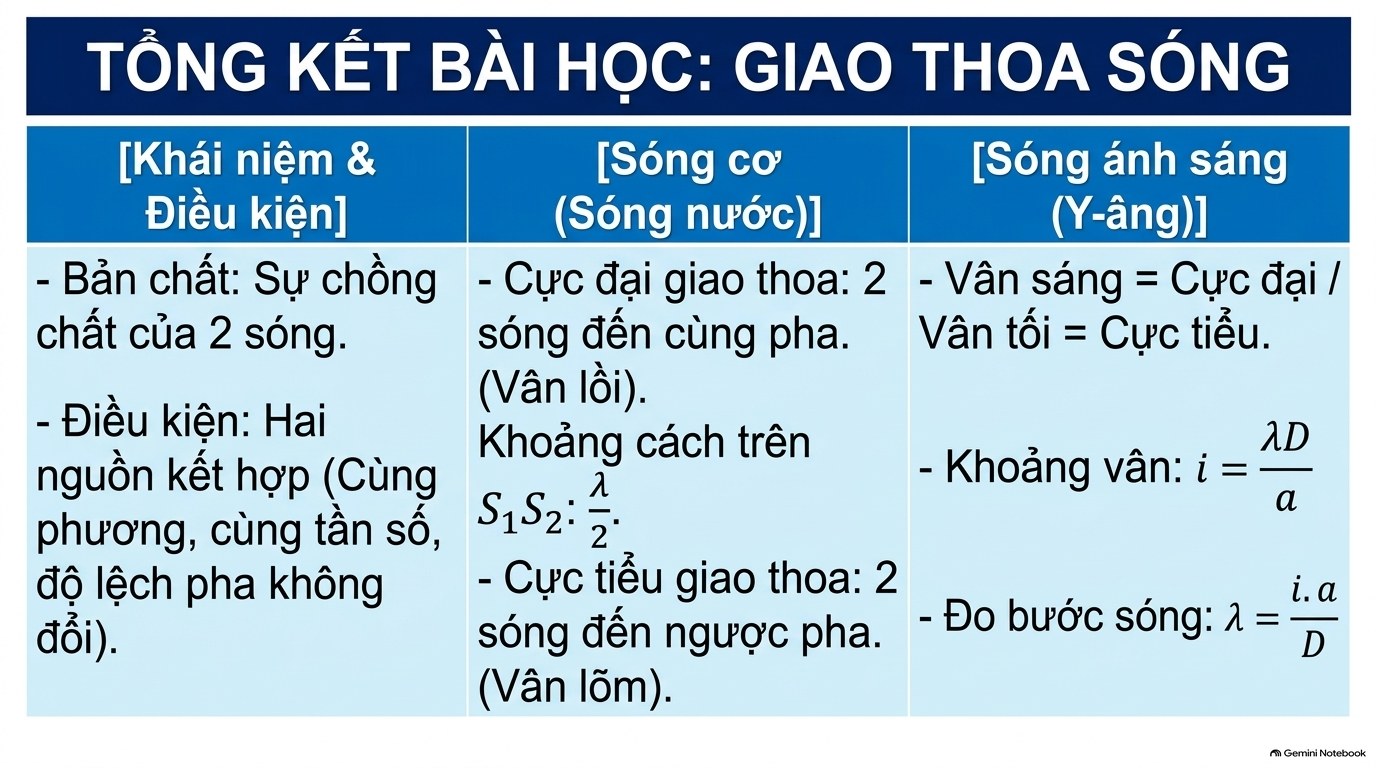 TỔNG KẾT BÀI HỌC: GIAO THOA SÓNG
[Khái niệm &
Điều kiện]
- Bản chất: Sự chồng
chất của 2 sóng.
- Điều kiện: Hai
nguồn kết hợp (Cùng
phương, cùng tần số,
độ lệch pha không
đổi).
[Sóng cơ
(Sóng nước)]
- Cực đại giao thoa: 2
sóng đến cùng pha.
(Vân lồi).
Khoảng cách trên
S₁S₂: λ/2.
- Cực tiểu giao thoa: 2
sóng đến ngược pha.
(Vân lõm).
[Sóng ánh sáng
(Y-âng)]
- Vân sáng = Cực đại /
Vân tối = Cực tiểu.
- Khoảng vân: i = λD/a
- Đo bước sóng: λ = i.a/D
Gemini Notebook